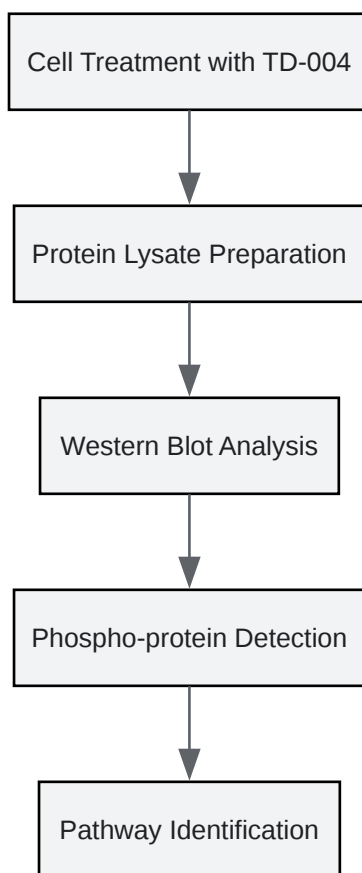 Cell Treatment with TD-004
Protein Lysate Preparation
Western Blot Analysis
Phospho-protein Detection
Pathway Identification